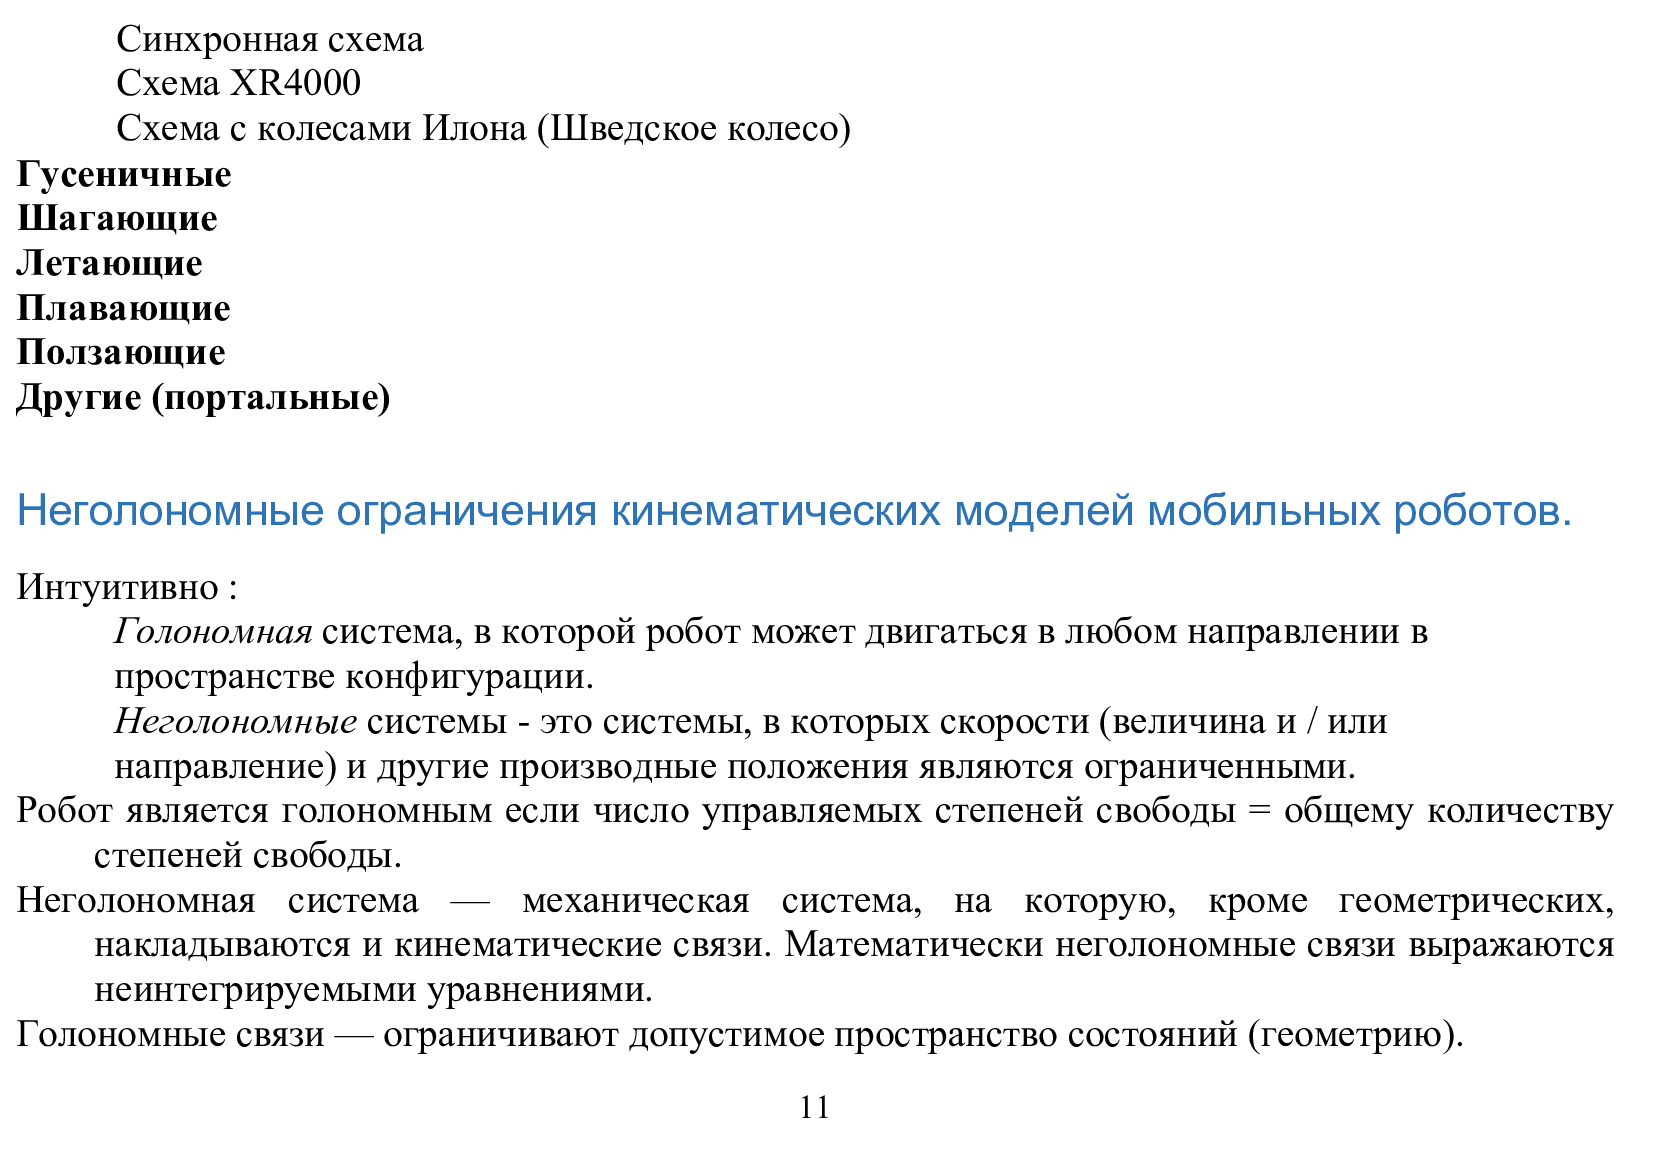 Синхронная схема
Схема XR4000
Схема с колесами Илона (Шведское колесо)
Гусеничные
Шагающие
Летающие
Плавающие
Ползающие
Другие (портальные)
Неголономные ограничения кинематических моделей мобильных роботов.
Интуитивно :
Голономная система, в которой робот может двигаться в любом направлении в
пространстве конфигурации.
Неголономные системы - это системы, в которых скорости (величина и / или
направление) и другие производные положения являются ограниченными.
Робот является голономным если число управляемых степеней свободы = общему количеству
степеней свободы.
Неголономная система — механическая система, на которую, кроме геометрических,
накладываются и кинематические связи. Математически неголономные связи выражаются
неинтегрируемыми уравнениями.
Голономные связи — ограничивают допустимое пространство состояний (геометрию).
11